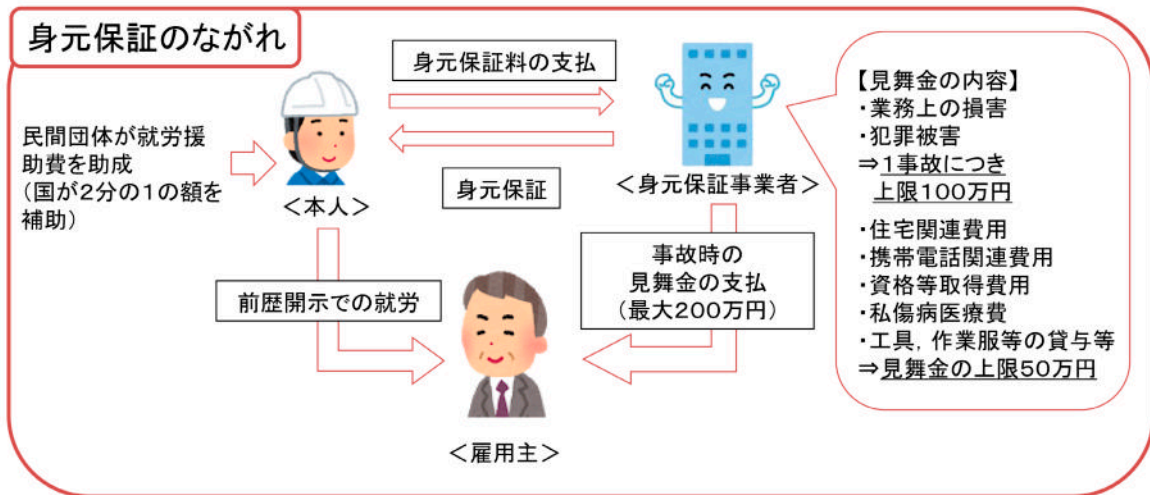 身元保証のながれ
身元保証料の支払
民間団体が就労援
助費を助成
（国が２分の１の額を
補助）
＜本人＞
身元保証
＜身元保証事業者＞
前歴開示での就労
事故時の
見舞金の支払
（最大２００万円）
＜雇用主＞
【見舞金の内容】
・業務上の損害
・犯罪被害
⇒１事故につき
上限１００万円
・住宅関連費用
・携帯電話関連費用
・資格等取得費用
・私傷病医療費
・工具，作業服等の貸与等
⇒見舞金の上限５０万円